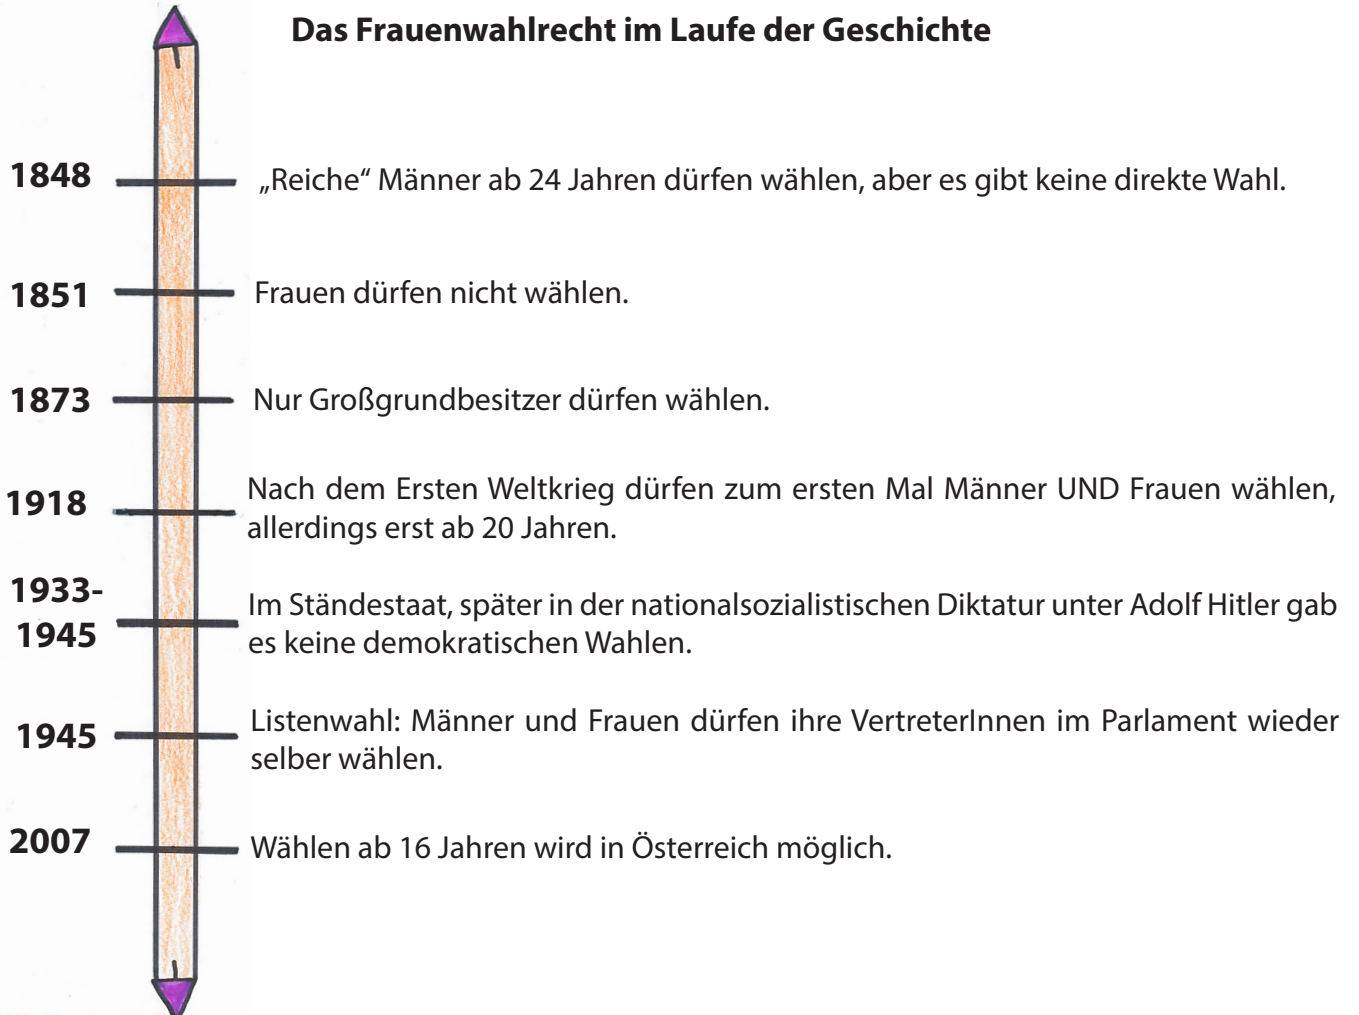 Das Frauenwahlrecht im Laufe der Geschichte
1848
„Reiche“ Männer ab 24 Jahren dürfen wählen, aber es gibt keine direkte Wahl.
1851
Frauen dürfen nicht wählen.
1873
Nur Großgrundbesitzer dürfen wählen.
1918
Nach dem Ersten Weltkrieg dürfen zum ersten Mal Männer UND Frauen wählen,
allerdings erst ab 20 Jahren.
1933-
1945
Im Ständestaat, später in der nationalsozialistischen Diktatur unter Adolf Hitler gab
es keine demokratischen Wahlen.
1945
Listenwahl: Männer und Frauen dürfen ihre VertreterInnen im Parlament wieder
selber wählen.
2007
Wählen ab 16 Jahren wird in Österreich möglich.